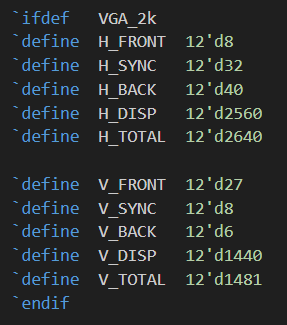 `ifdef   VGA_2k
`define  H_FRONT  12'd8
`define  H_SYNC   12'd32
`define  H_BACK   12'd40
`define  H_DISP   12'd2560
`define  H_TOTAL  12'd2640

`define  V_FRONT  12'd27
`define  V_SYNC   12'd8
`define  V_BACK   12'd6
`define  V_DISP   12'd1440
`define  V_TOTAL  12'd1481
`endif